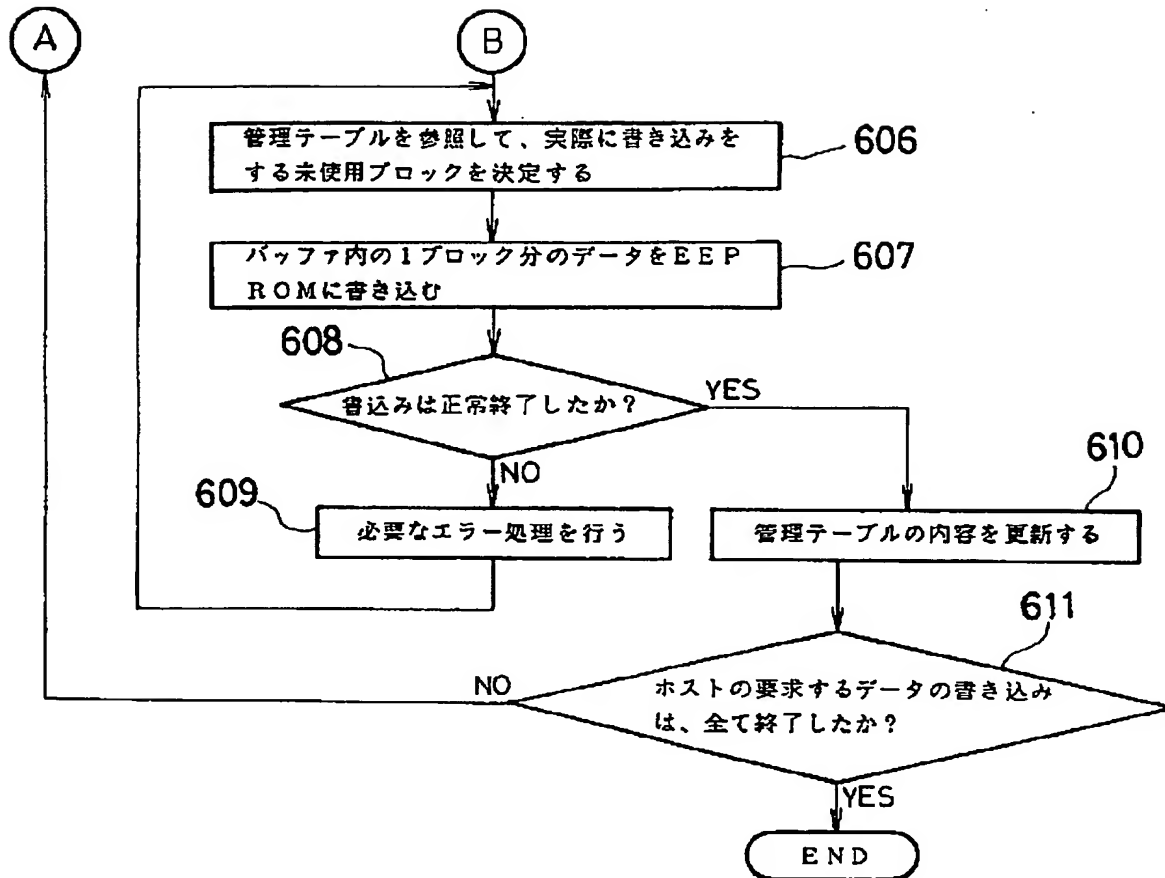 A
B
管理テーブルを参照して、実際に書き込みを
する未使用ブロックを決定する
606
バッファ内の1ブロック分のデータをEEP
ROMに書き込む
607
608
書込みは正常終了したか?
YES
NO
609
必要なエラー処理を行う
610
管理テーブルの内容を更新する
611
NO
ホストの要求するデータの書き込み
は、全て終了したか?
YES
END